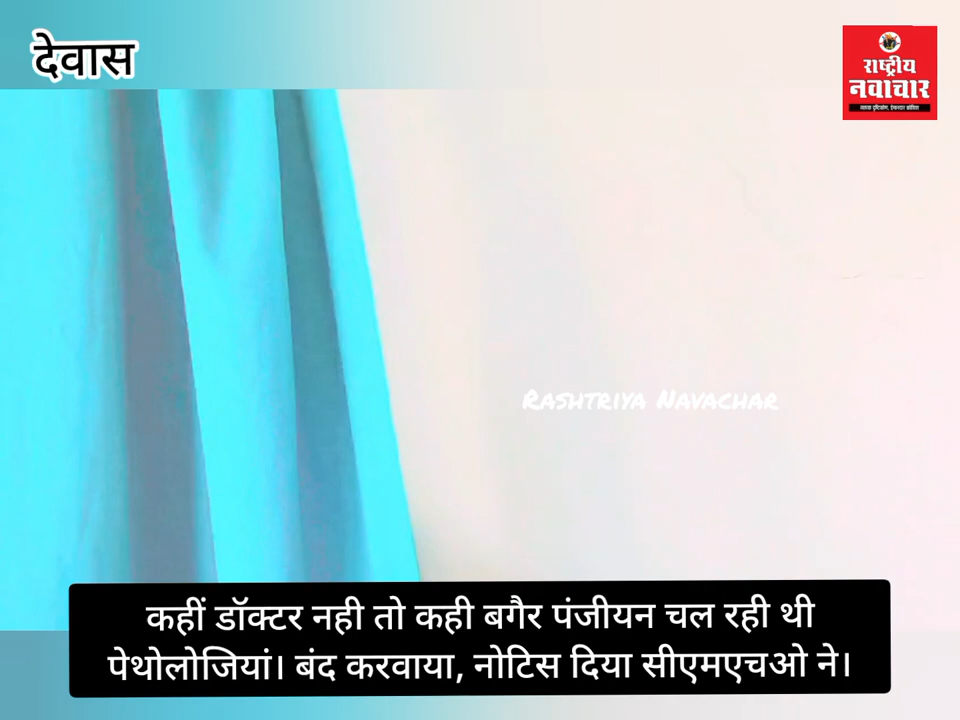 देवास
राष्ट्रीय
नवाचार
Rashtriya Navachar
कहीं डॉक्टर नही तो कही बगैर पंजीयन चल रही थी
पेथोलोजियां। बंद करवाया, नोटिस दिया सीएमएचओ ने।